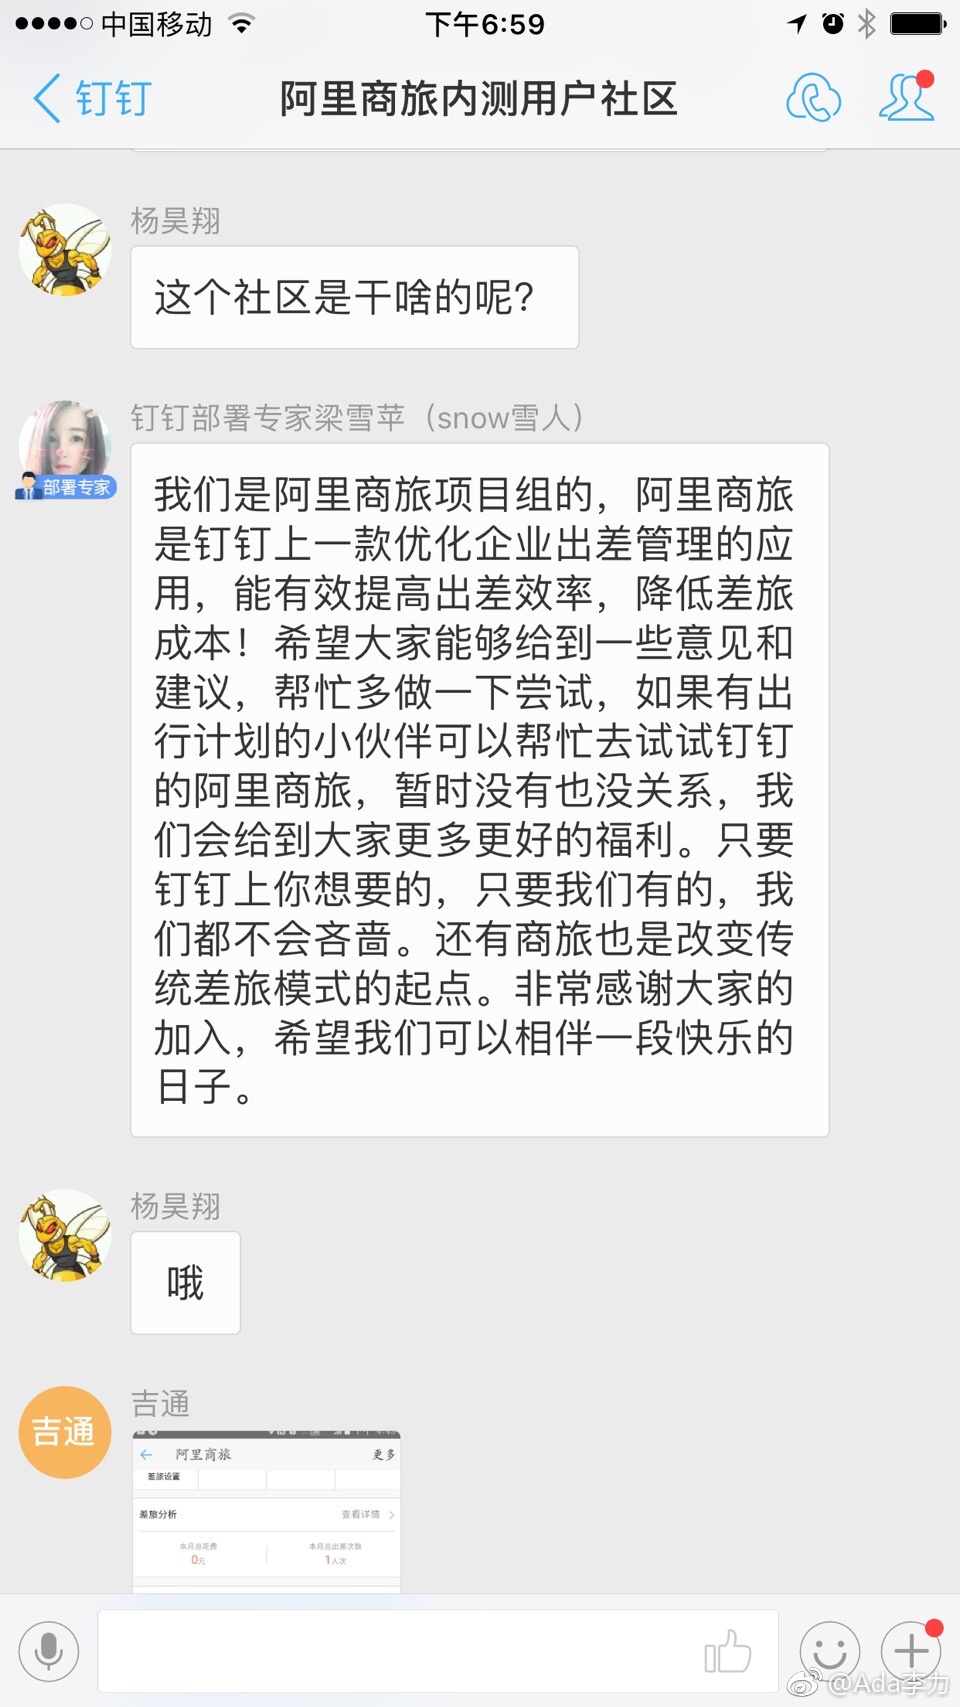 中国移动
下午6:59
钉钉
阿里商旅内测用户社区
杨昊翔
这个社区是干啥的呢?
钉钉部署专家梁雪苹（snow雪人）
部署专家
我们是阿里商旅项目组的，阿里商旅
是钉钉上一款优化企业出差管理的应
用，能有效提高出差效率，降低差旅
成本！希望大家能够给到一些意见和
建议，帮忙多做一下尝试，如果有出
行计划的小伙伴可以帮忙去试试钉钉
的阿里商旅，暂时没有也没关系，我
们会给到大家更多更好的福利。只要
钉钉上你想要的，只要我们有的，我
们都不会吝啬。还有商旅也是改变传
统差旅模式的起点。非常感谢大家的
加入，希望我们可以相伴一段快乐的
日子。
杨昊翔
哦
吉通
吉通
阿里商旅
更多
差旅设置
差旅分析
查看详情
本月总花费
本月总出差次数
0元
1人次
@Ada李力